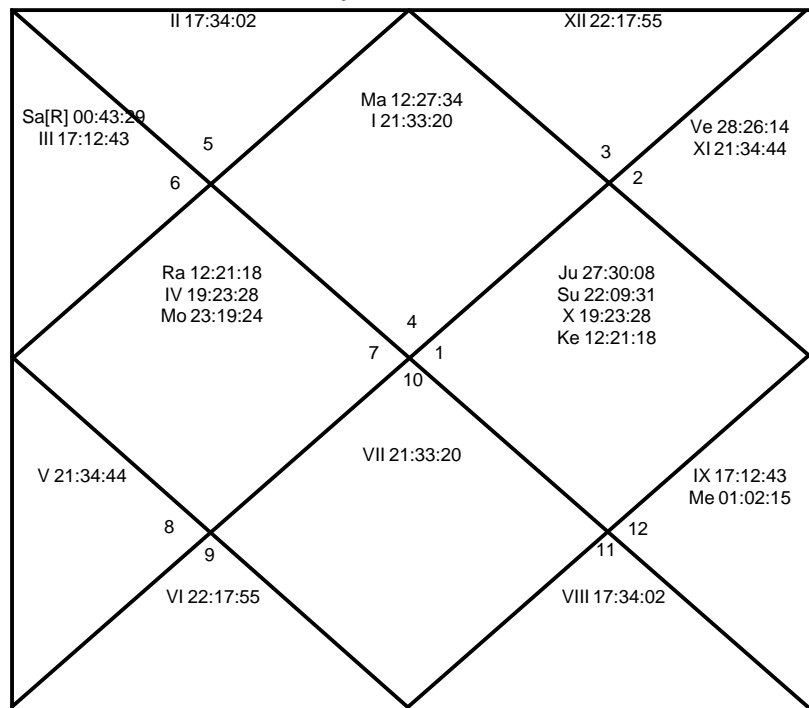 II 17:34:02
XII 22:17:55
Ma 12:27:34
I 21:33:20
Sa[R] 00:43:29
III 17:12:43
Ve 28:26:14
XI 21:34:44
5
3
6
2
Ra 12:21:18
IV 19:23:28
Mo 23:19:24
Ju 27:30:08
Su 22:09:31
X 19:23:28
Ke 12:21:18
4
7
1
10
VII 21:33:20
V 21:34:44
IX 17:12:43
Me 01:02:15
8
12
9
11
VI 22:17:55
VIII 17:34:02